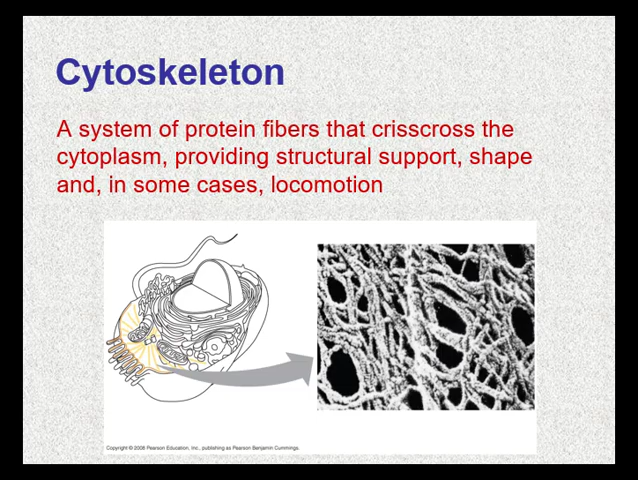 Cytoskeleton
A system of protein fibers that crisscross the
cytoplasm, providing structural support, shape
and, in some cases, locomotion
Copyright © 2008 Pearson Education, Inc., publishing as Pearson Benjamin Cummings.